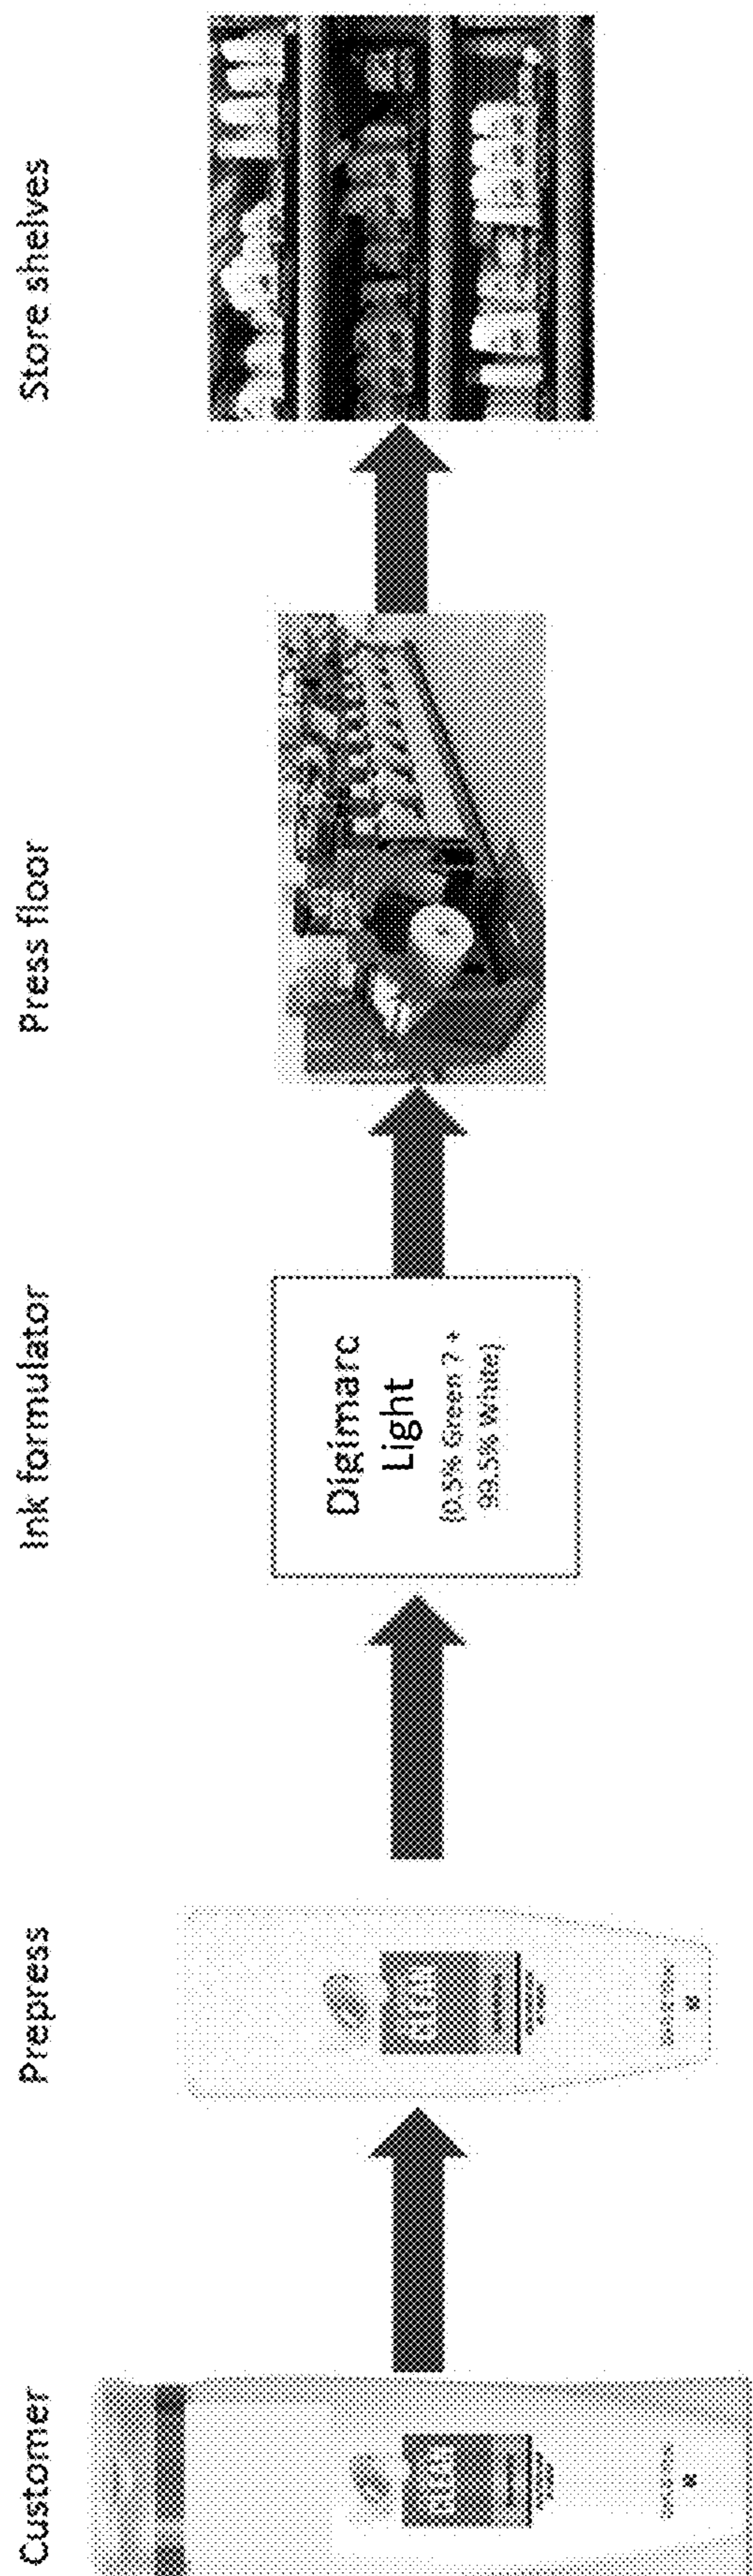 Customer
Prepress
Ink formulator
Press floor
Store shelves
Digimarc
Light
[0.5% Green 7 +
99.5% White]